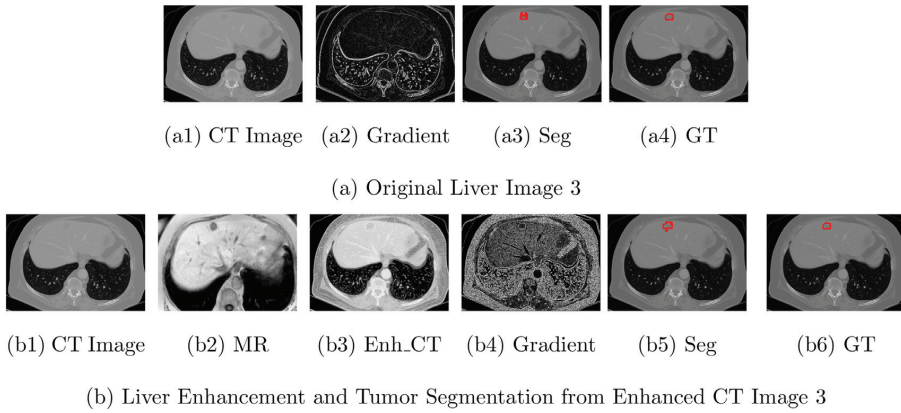 (a1) CT Image (a2) Gradient (a3) Seg (a4) GT
(a) Original Liver Image 3
(b1) CT Image (b2) MR (b3) Enh_CT (b4) Gradient (b5) Seg (b6) GT
(b) Liver Enhancement and Tumor Segmentation from Enhanced CT Image 3